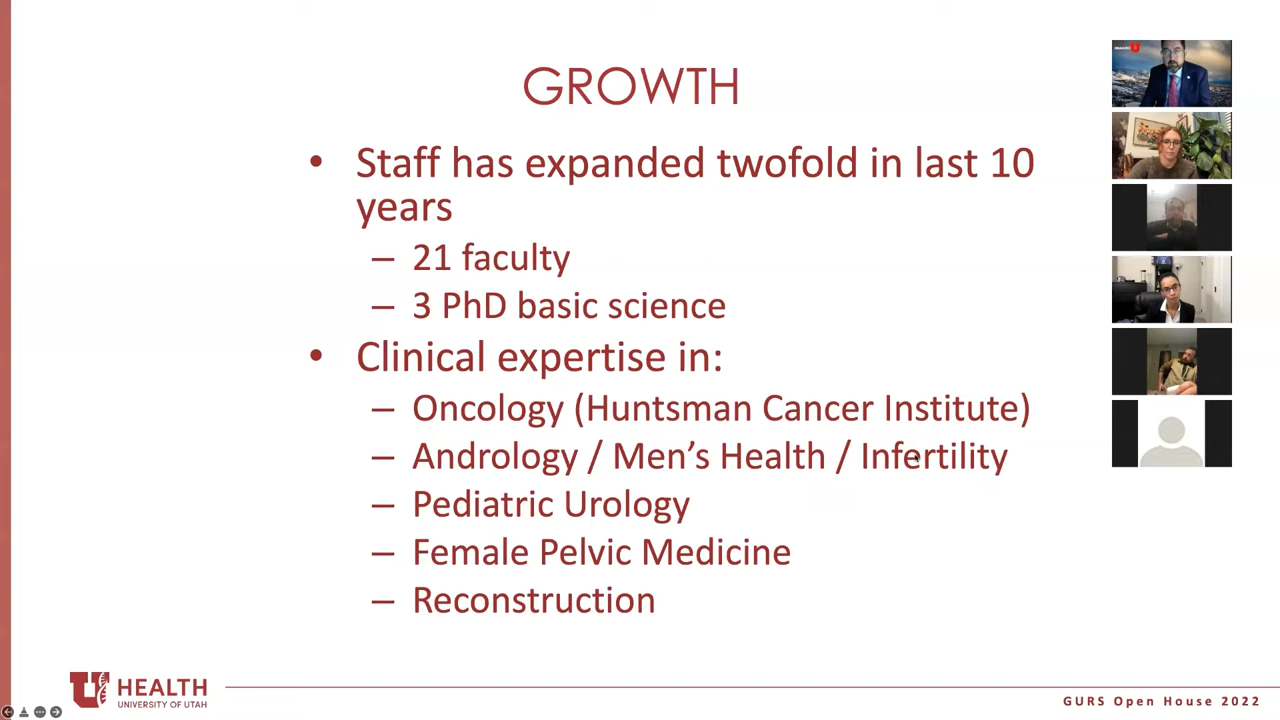 GROWTH
• Staff has expanded twofold in last 10
years
– 21 faculty
– 3 PhD basic science
• Clinical expertise in:
– Oncology (Huntsman Cancer Institute)
– Andrology / Men’s Health / Infertility
– Pediatric Urology
– Female Pelvic Medicine
– Reconstruction
U HEALTH
UNIVERSITY OF UTAH
GURS Open House 2022